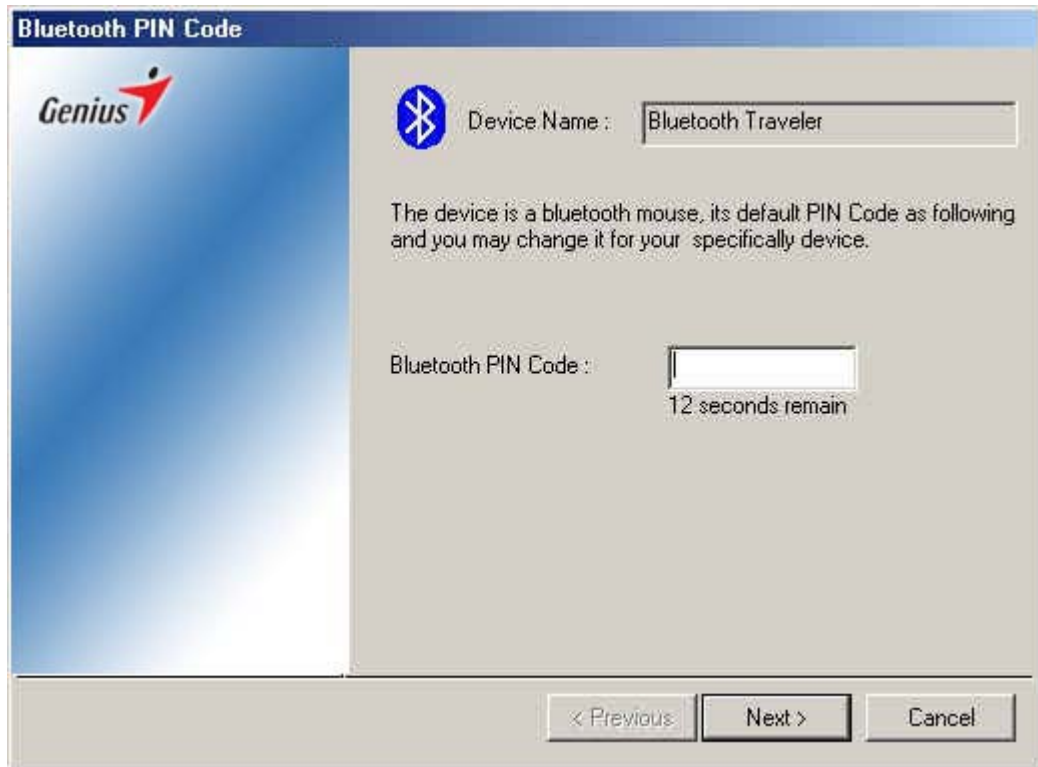 Bluetooth PIN Code
Genius
Device Name : Bluetooth Traveler
The device is a bluetooth mouse, its default PIN Code as following
and you may change it for your specifically device.
Bluetooth PIN Code :
12 seconds remain
< Previous Next > Cancel